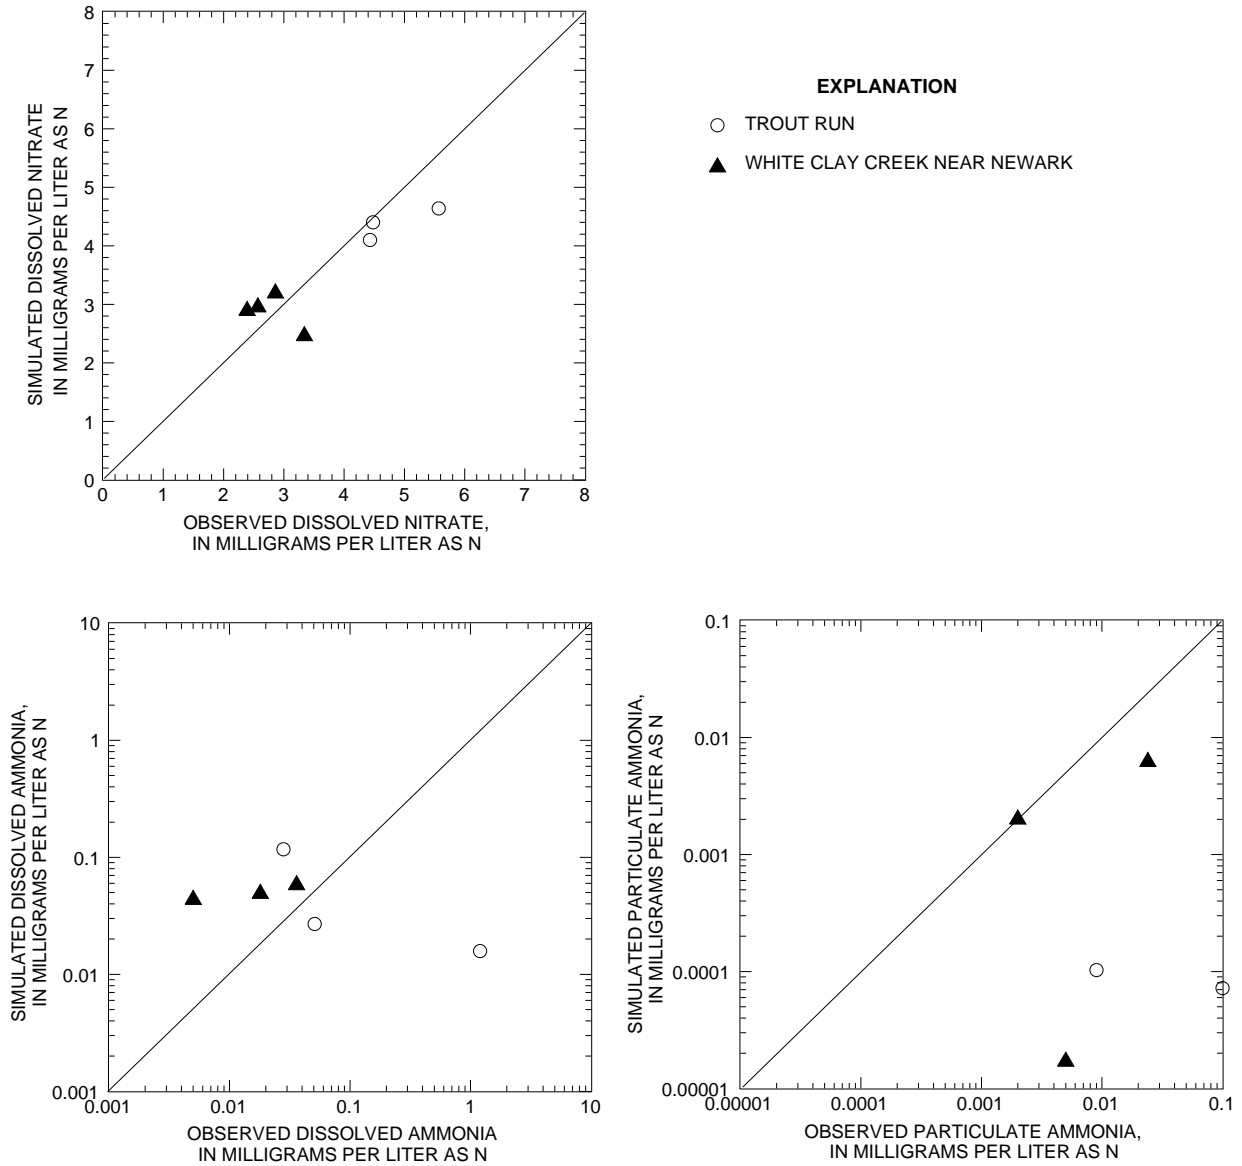 8
7
6
5
4
3
2
1
0
0
1
2
3
4
5
6
7
8
SIMULATED DISSOLVED NITRATE
IN MILLIGRAMS PER LITER AS N
OBSERVED DISSOLVED NITRATE,
IN MILLIGRAMS PER LITER AS N
EXPLANATION
TROUT RUN
WHITE CLAY CREEK NEAR NEWARK
10
1
0.1
0.01
0.001
0.001
0.01
0.1
1
10
SIMULATED DISSOLVED AMMONIA,
IN MILLIGRAMS PER LITER AS N
OBSERVED DISSOLVED AMMONIA
IN MILLIGRAMS PER LITER AS N
0.1
0.01
0.001
0.0001
0.00001
0.00001
0.0001
0.001
0.01
0.1
SIMULATED PARTICULATE AMMONIA,
IN MILLIGRAMS PER LITER AS N
OBSERVED PARTICULATE AMMONIA,
IN MILLIGRAMS PER LITER AS N